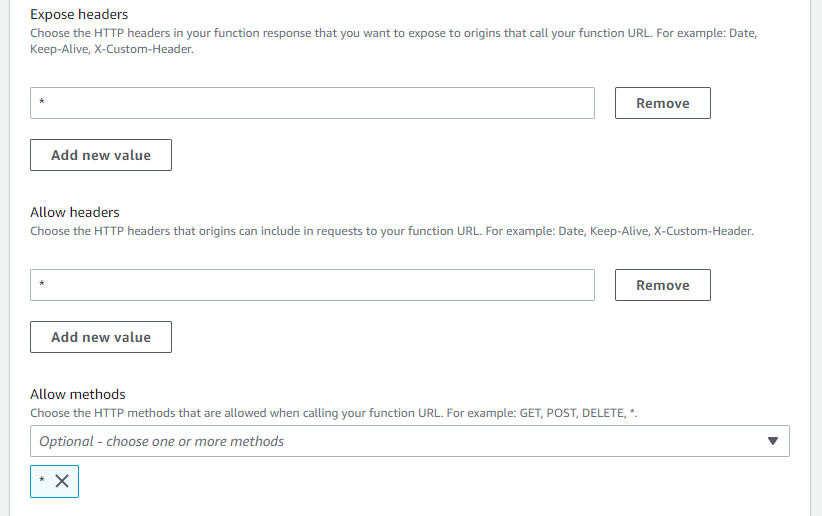 Expose headers
Choose the HTTP headers in your function response that you want to expose to origins that call your function URL. For example: Date,
Keep-Alive, X-Custom-Header.
* Remove
Add new value
Allow headers
Choose the HTTP headers that origins can include in requests to your function URL. For example: Date, Keep-Alive, X-Custom-Header.
* Remove
Add new value
Allow methods
Choose the HTTP methods that are allowed when calling your function URL. For example: GET, POST, DELETE, *.
Optional - choose one or more methods
*